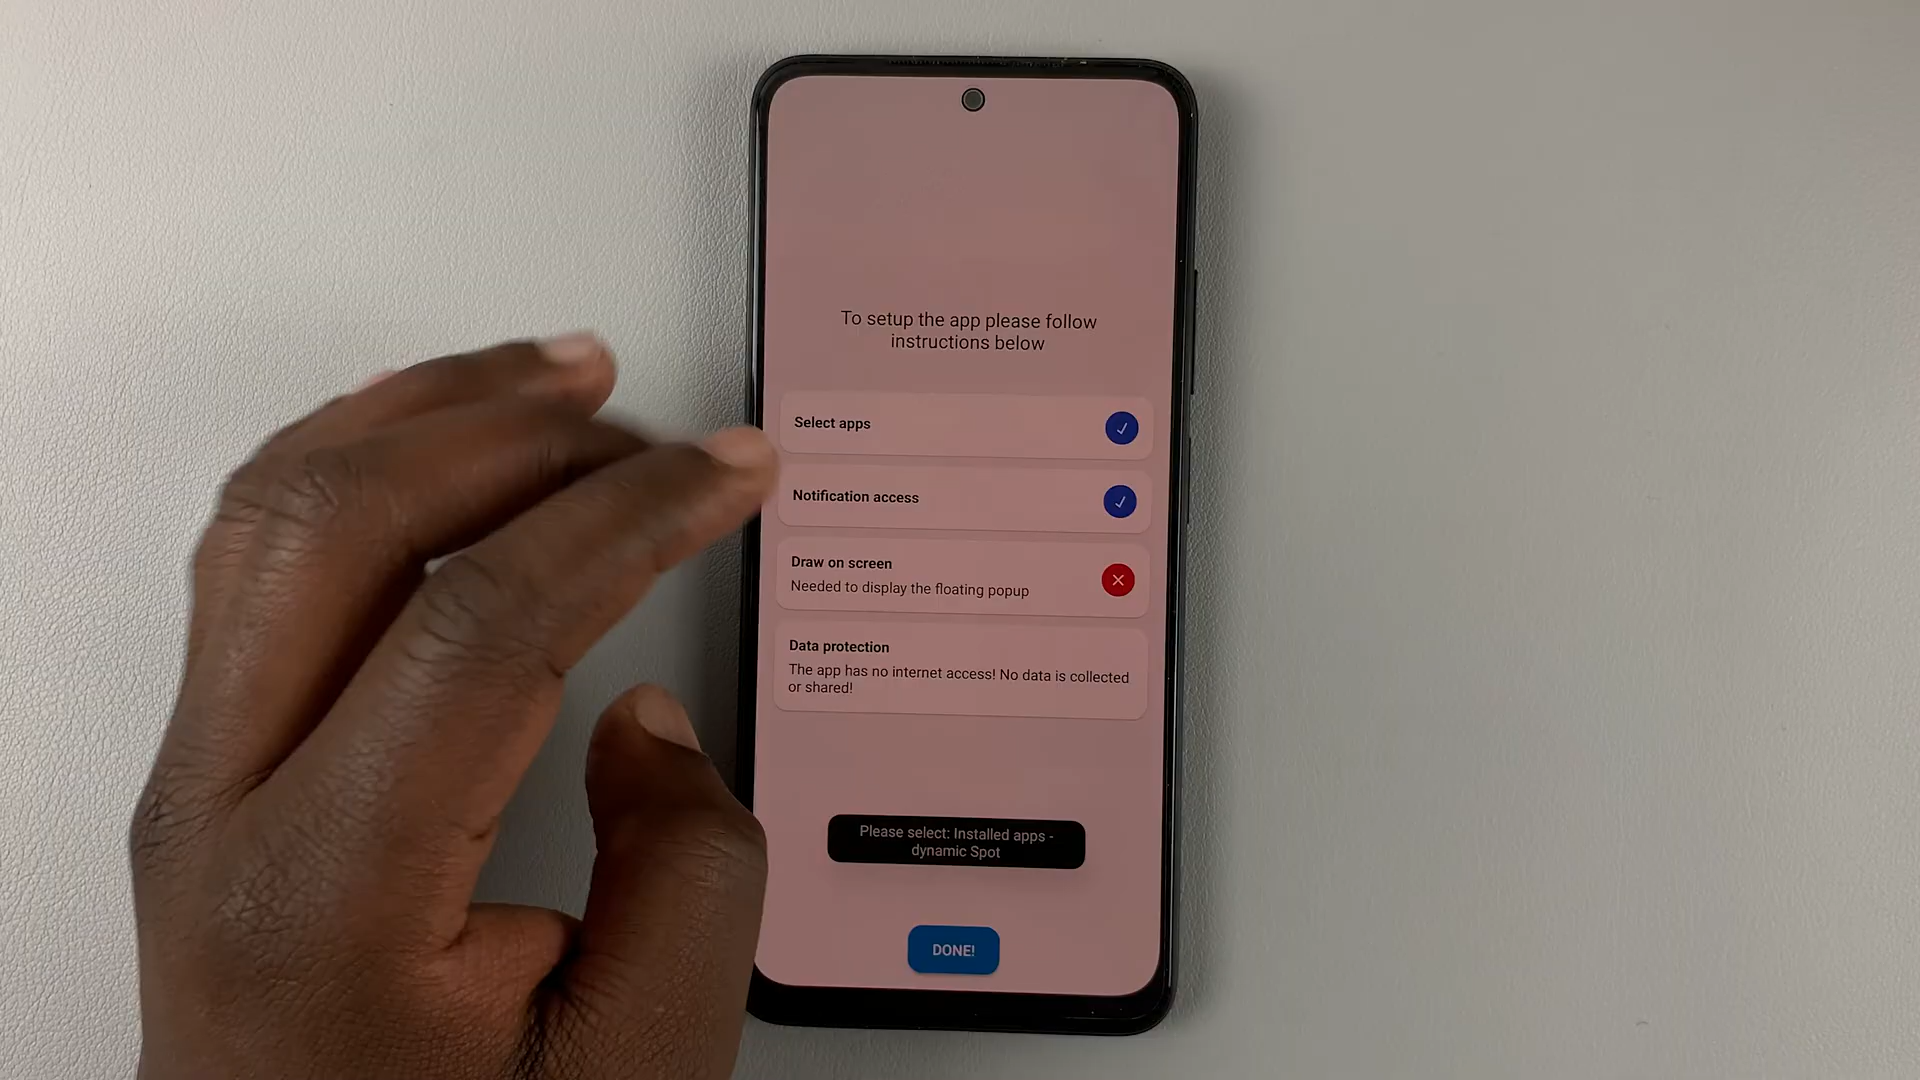 To setup the app please follow
instructions below
Select apps
Notification access
Draw on screen
Needed to display the floating popup
Data protection
The app has no internet access! No data is collected
or shared!
Please select: Installed apps -
dynamic Spot
DONE!